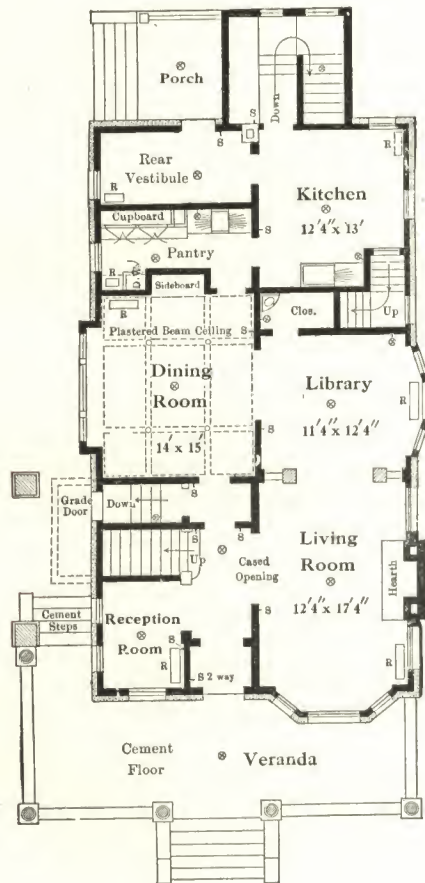 Porch
Down
S
S
Rear
Vestibule
R
R
Kitchen
12'4" x 13'
Cupboard
Pantry
S
R
D.W.
Sideboard
Clos.
Up
R
Plastered Beam Ceiling
S
Dining
Room
14' x 15'
Library
11'4" x 12'4"
R
S
S
Grade
Door
Down
S
Up
S
Cased
Opening
Living
Room
12'4" x 17'4"
Hearth
Cement
Steps
Reception
Room
S
R
S
S 2 way
R
Cement
Floor
Veranda